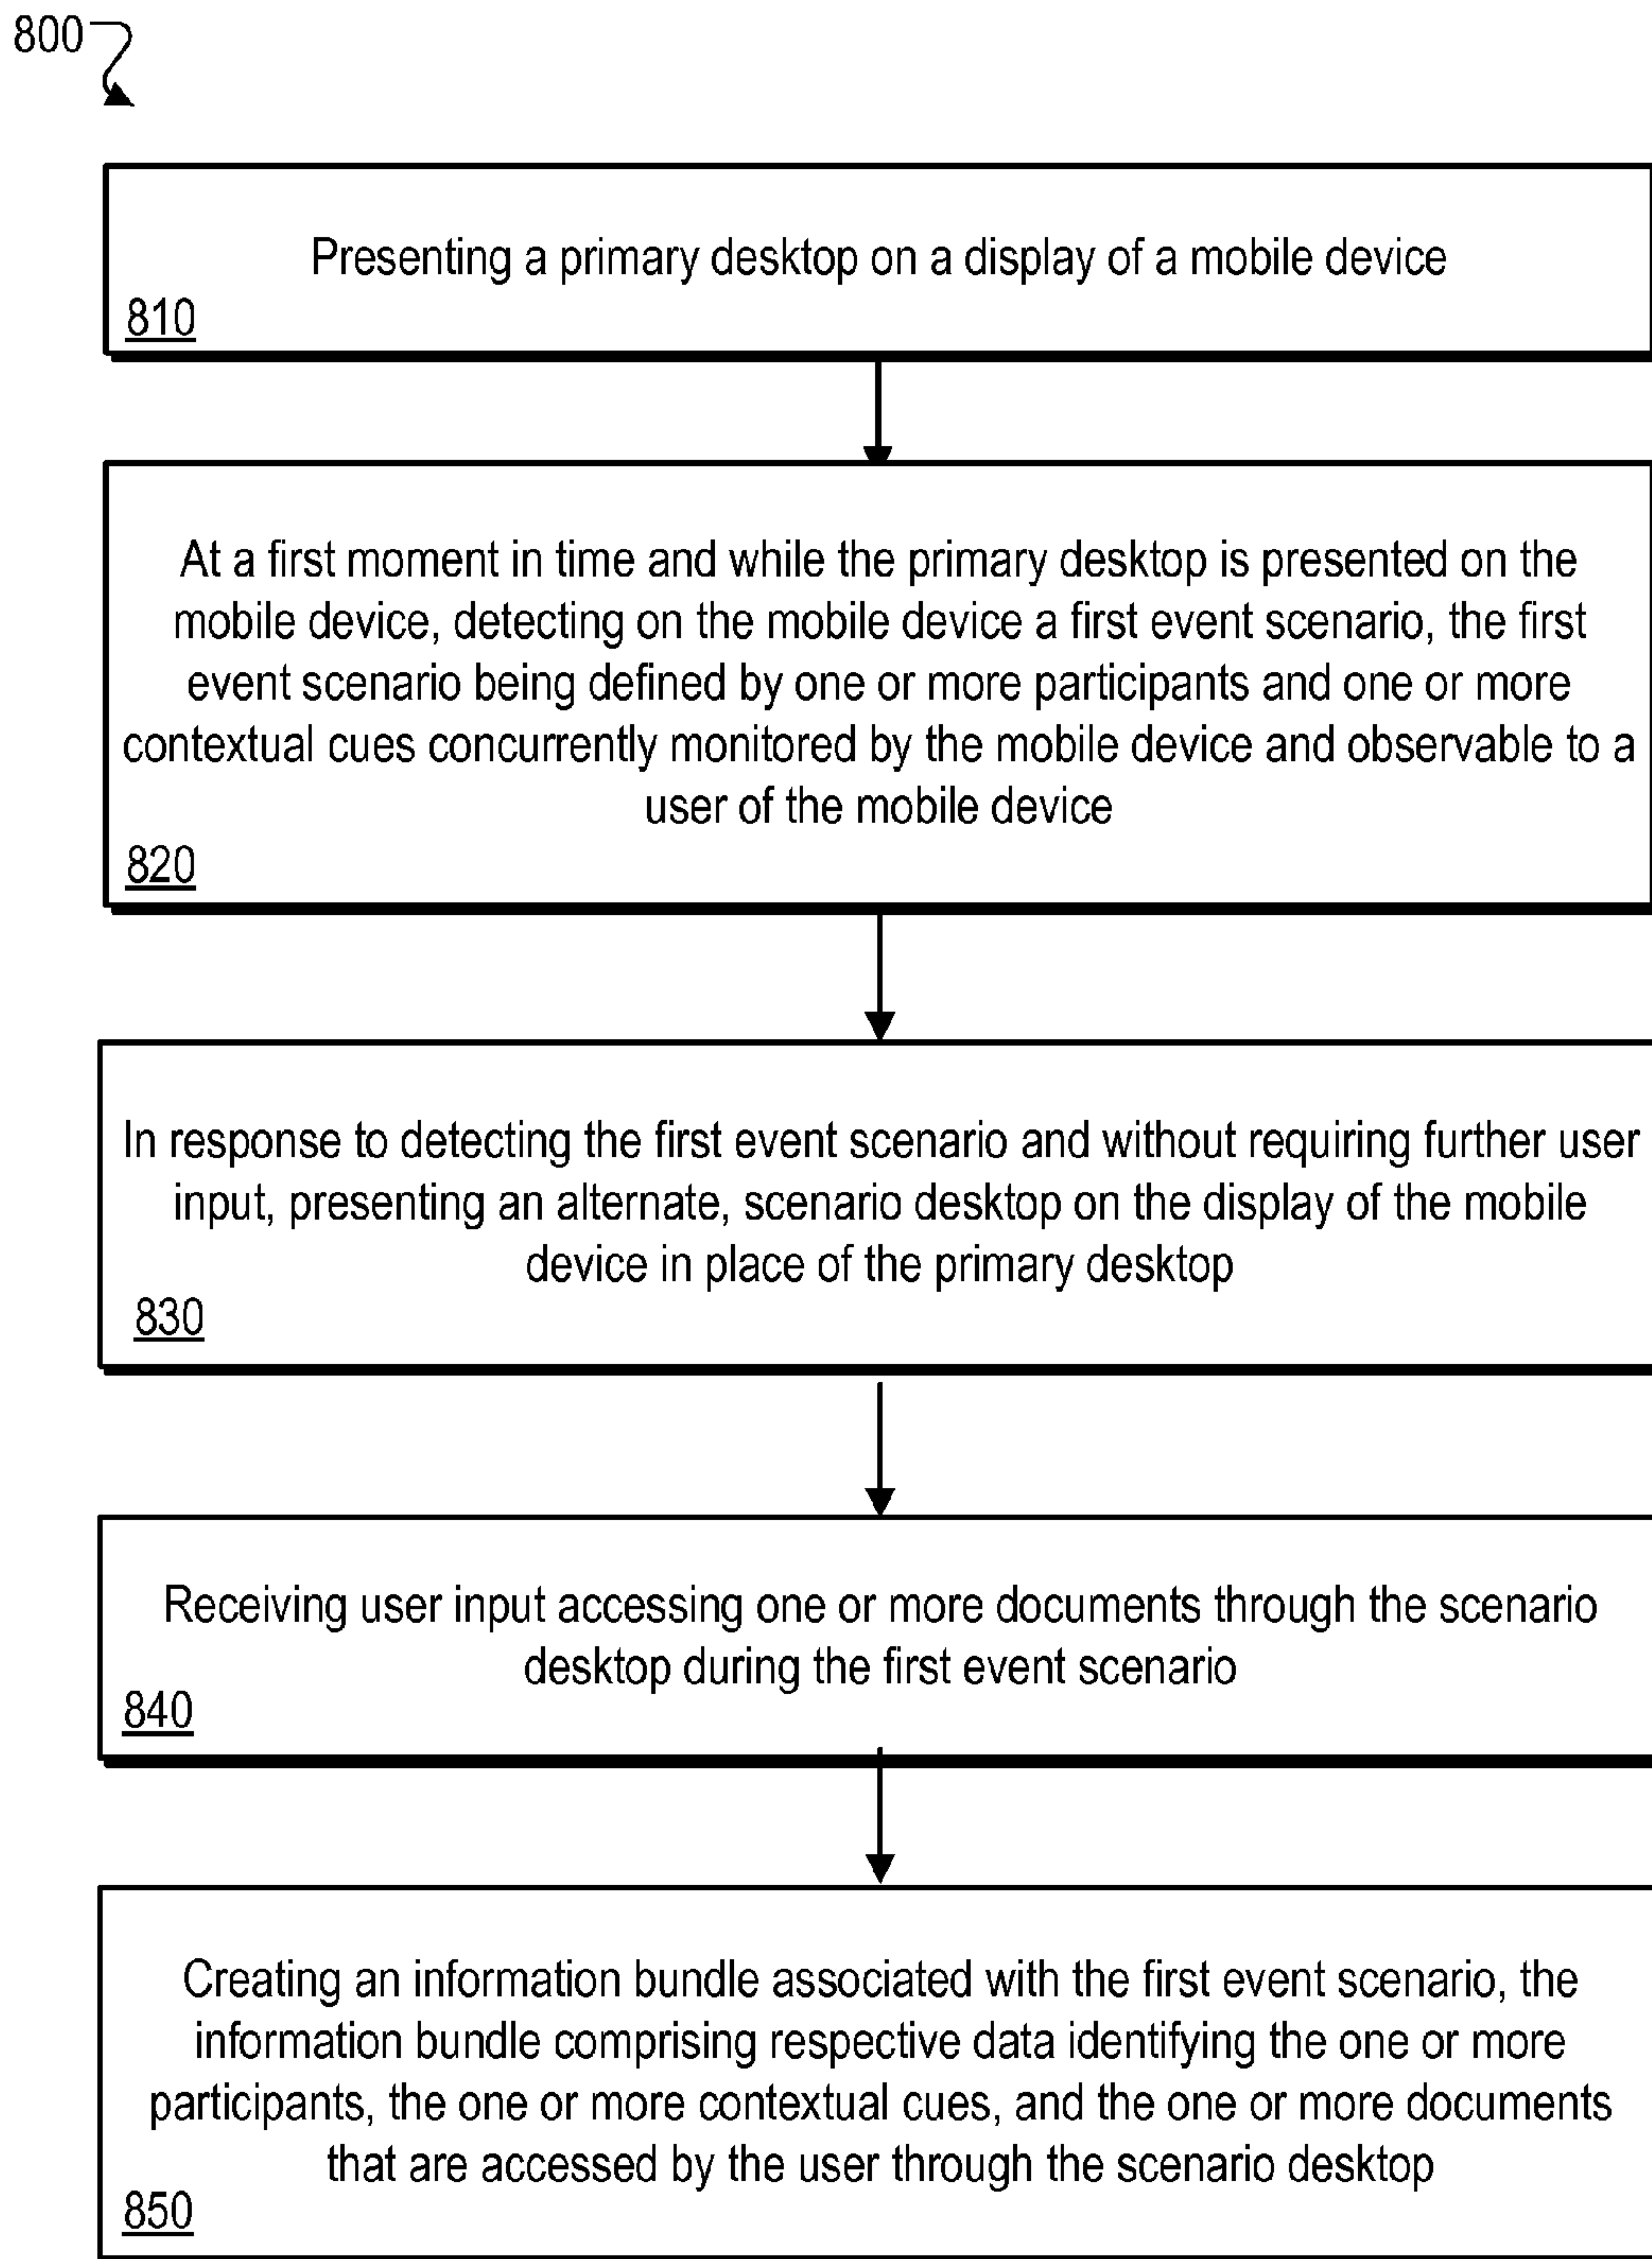 800
Presenting a primary desktop on a display of a mobile device
810
At a first moment in time and while the primary desktop is presented on the
mobile device, detecting on the mobile device a first event scenario, the first
event scenario being defined by one or more participants and one or more
contextual cues concurrently monitored by the mobile device and observable to a
user of the mobile device
820
In response to detecting the first event scenario and without requiring further user
input, presenting an alternate, scenario desktop on the display of the mobile
device in place of the primary desktop
830
Receiving user input accessing one or more documents through the scenario
desktop during the first event scenario
840
Creating an information bundle associated with the first event scenario, the
information bundle comprising respective data identifying the one or more
participants, the one or more contextual cues, and the one or more documents
that are accessed by the user through the scenario desktop
850